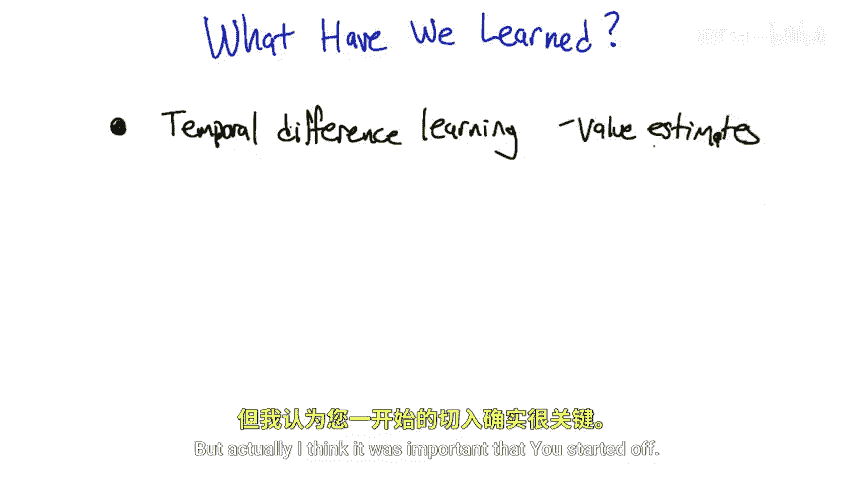 What Have We Learned?
• Temporal difference learning - value estimates
但我认为您一开始的切入确实很关键。
But actually I think it was important that You started off.